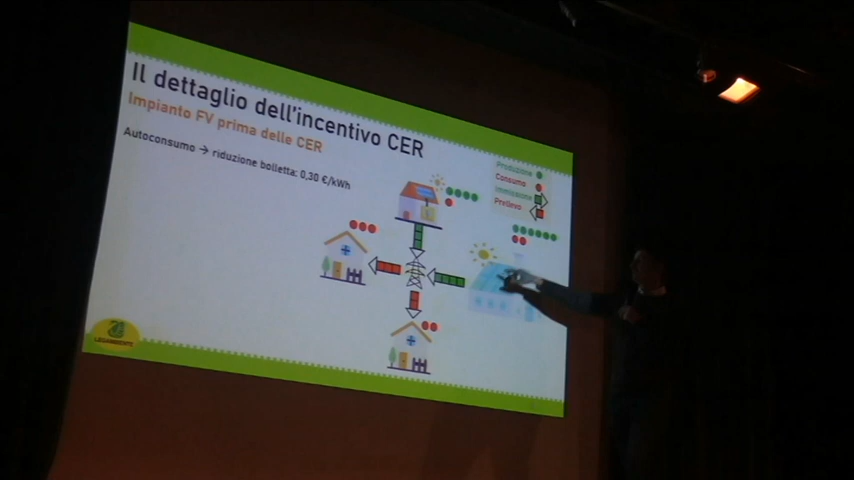 Il dettaglio dell'incentivo CER
Impianto FV prima delle CER
Autoconsumo → riduzione bolletta: 0,30 €/kWh
Produzione
Consumo
Immissione
Prelievo
LEGAMBIENTE